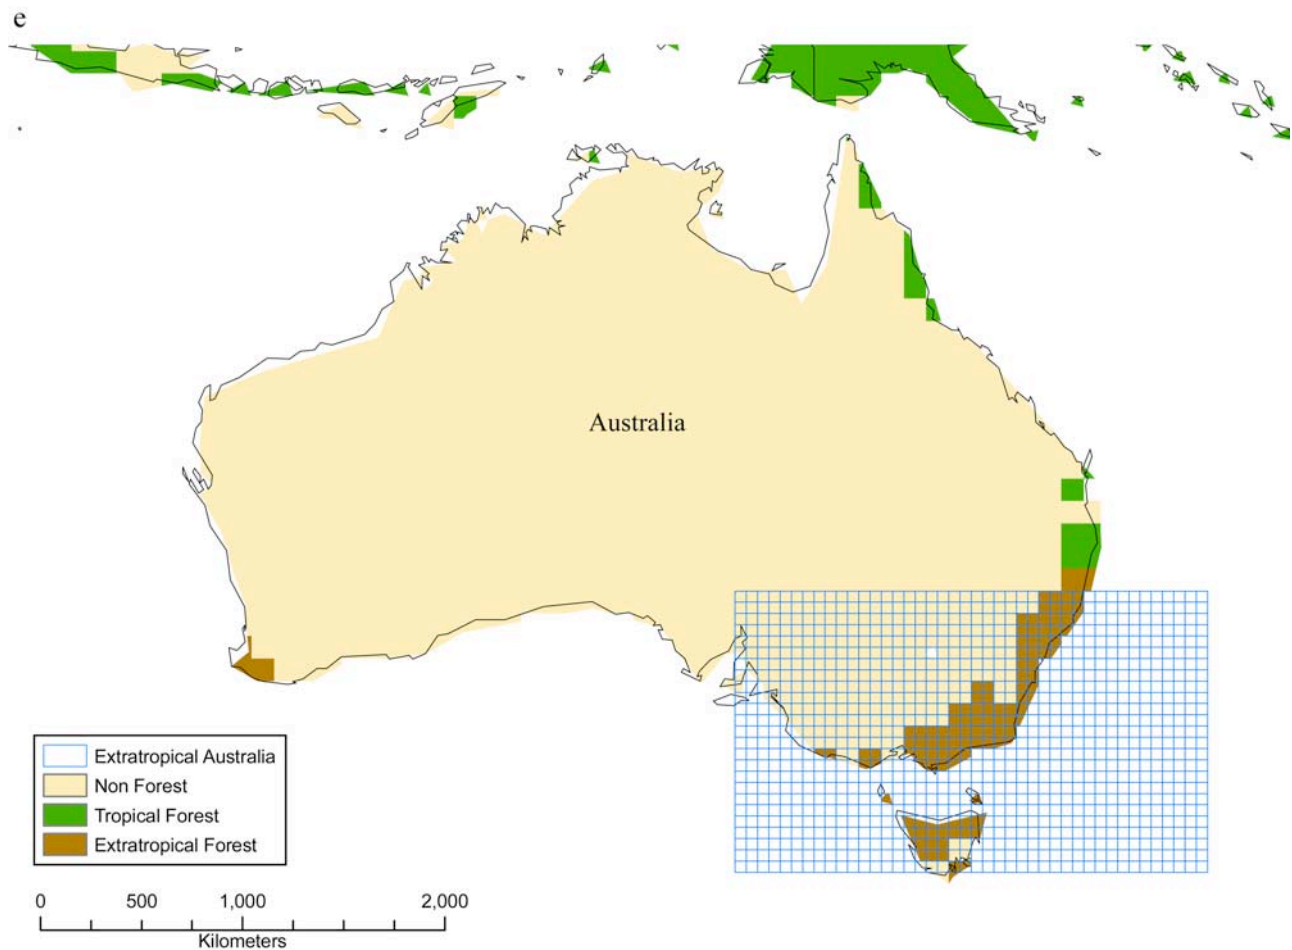 e
Australia
Extratropical Australia
Non Forest
Tropical Forest
Extratropical Forest
0 500 1,000 2,000
Kilometers